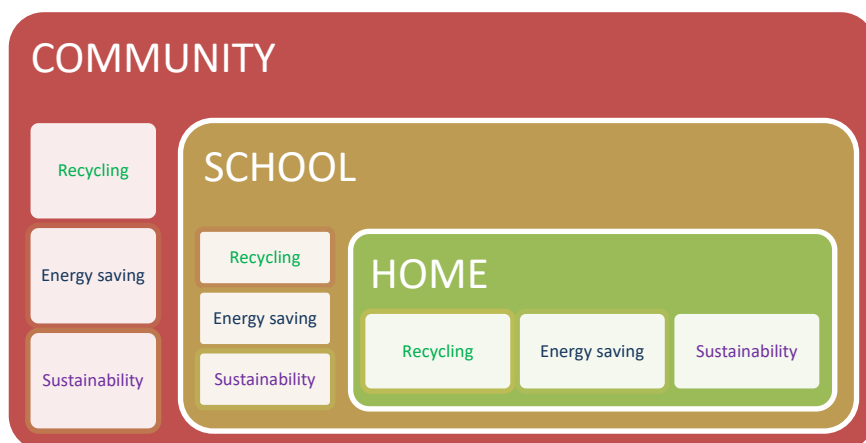 COMMUNITY
Recycling
Energy saving
Sustainability
SCHOOL
Recycling
Energy saving
Sustainability
HOME
Recycling
Energy saving
Sustainability